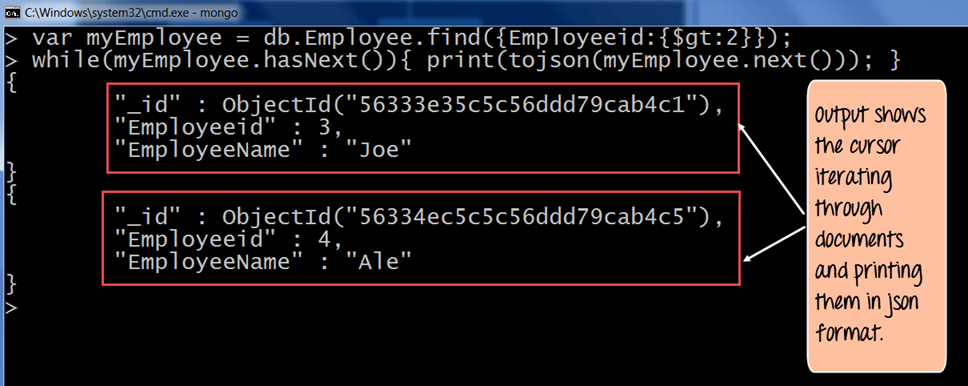 C:\Windows\system32\cmd.exe - mongo
> var myEmployee = db.Employee.find({Employeeid:{$gt:2}});
> while(myEmployee.hasNext()){ print(tojson(myEmployee.next())); }
{
"_id" : ObjectId("56333e35c5c56ddd79cab4c1"),
"Employeeid" : 3,
"EmployeeName" : "Joe"
}
{
"_id" : ObjectId("56334ec5c5c56ddd79cab4c5"),
"Employeeid" : 4,
"EmployeeName" : "Ale"
}
>
Output shows
the cursor
iterating
through
documents
and printing
them in json
format.